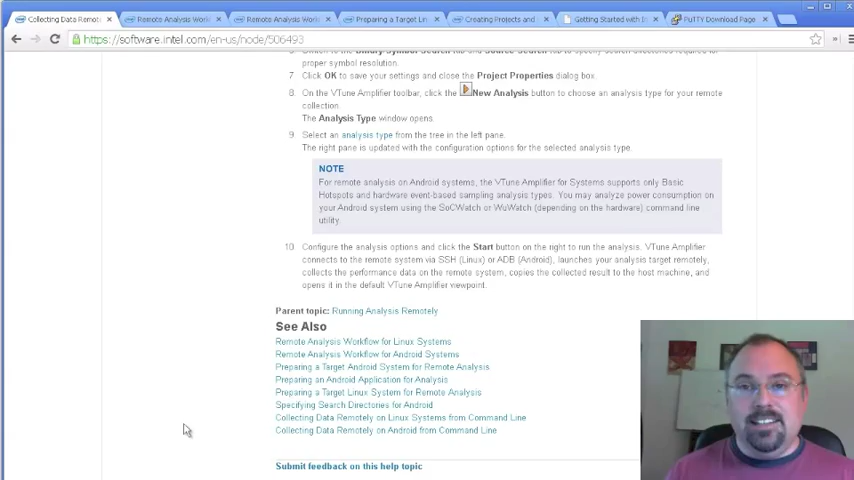 Collecting Data Remot
Remote Analysis Work
Remote Analysis Work
Preparing a Target Lin
Creating Projects and
Getting Started with I
PuTTY Download Page
https://software.intel.com/en-us/node/506493
proper symbol resolution.
7 Click OK to save your settings and close the Project Properties dialog box.
8 On the VTune Amplifier toolbar, click the New Analysis button to choose an analysis type for your remote
collection.
The Analysis Type window opens.
9 Select an analysis type from the tree in the left pane.
The right pane is updated with the configuration options for the selected analysis type.
NOTE
For remote analysis on Android systems, the VTune Amplifier for Systems supports only Basic
Hotspots and hardware event-based sampling analysis types. You may analyze power consumption on
your Android system using the SoCWatch or WuWatch (depending on the hardware) command line
utility.
10 Configure the analysis options and click the Start button on the right to run the analysis. VTune Amplifier
connects to the remote system via SSH (Linux) or ADB (Android), launches your analysis target remotely,
collects the performance data on the remote system, copies the collected result to the host machine, and
opens it in the default VTune Amplifier viewpoint.
Parent topic: Running Analysis Remotely
See Also
Remote Analysis Workflow for Linux Systems
Remote Analysis Workflow for Android Systems
Preparing a Target Android System for Remote Analysis
Preparing an Android Application for Analysis
Preparing a Target Linux System for Remote Analysis
Specifying Search Directories for Android
Collecting Data Remotely on Linux Systems from Command Line
Collecting Data Remotely on Android from Command Line
Submit feedback on this help topic